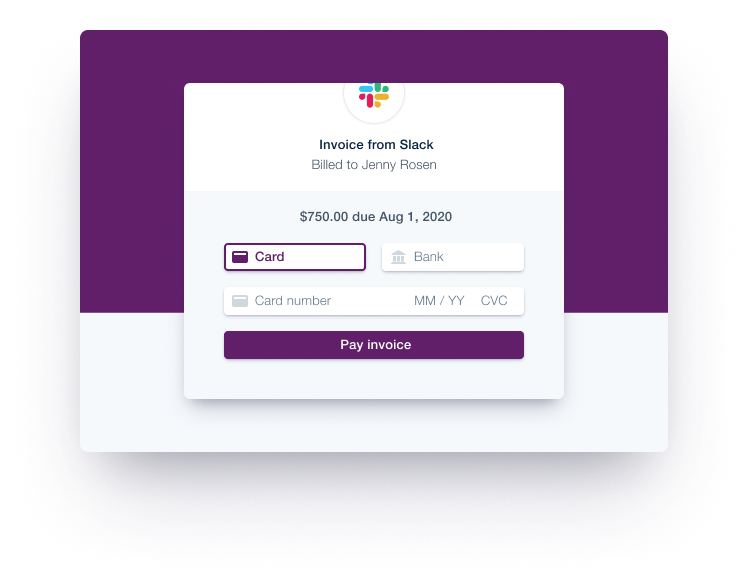 Invoice from Slack
Billed to Jenny Rosen
$750.00 due Aug 1, 2020
Card Bank
Card number MM / YY CVC
Pay invoice